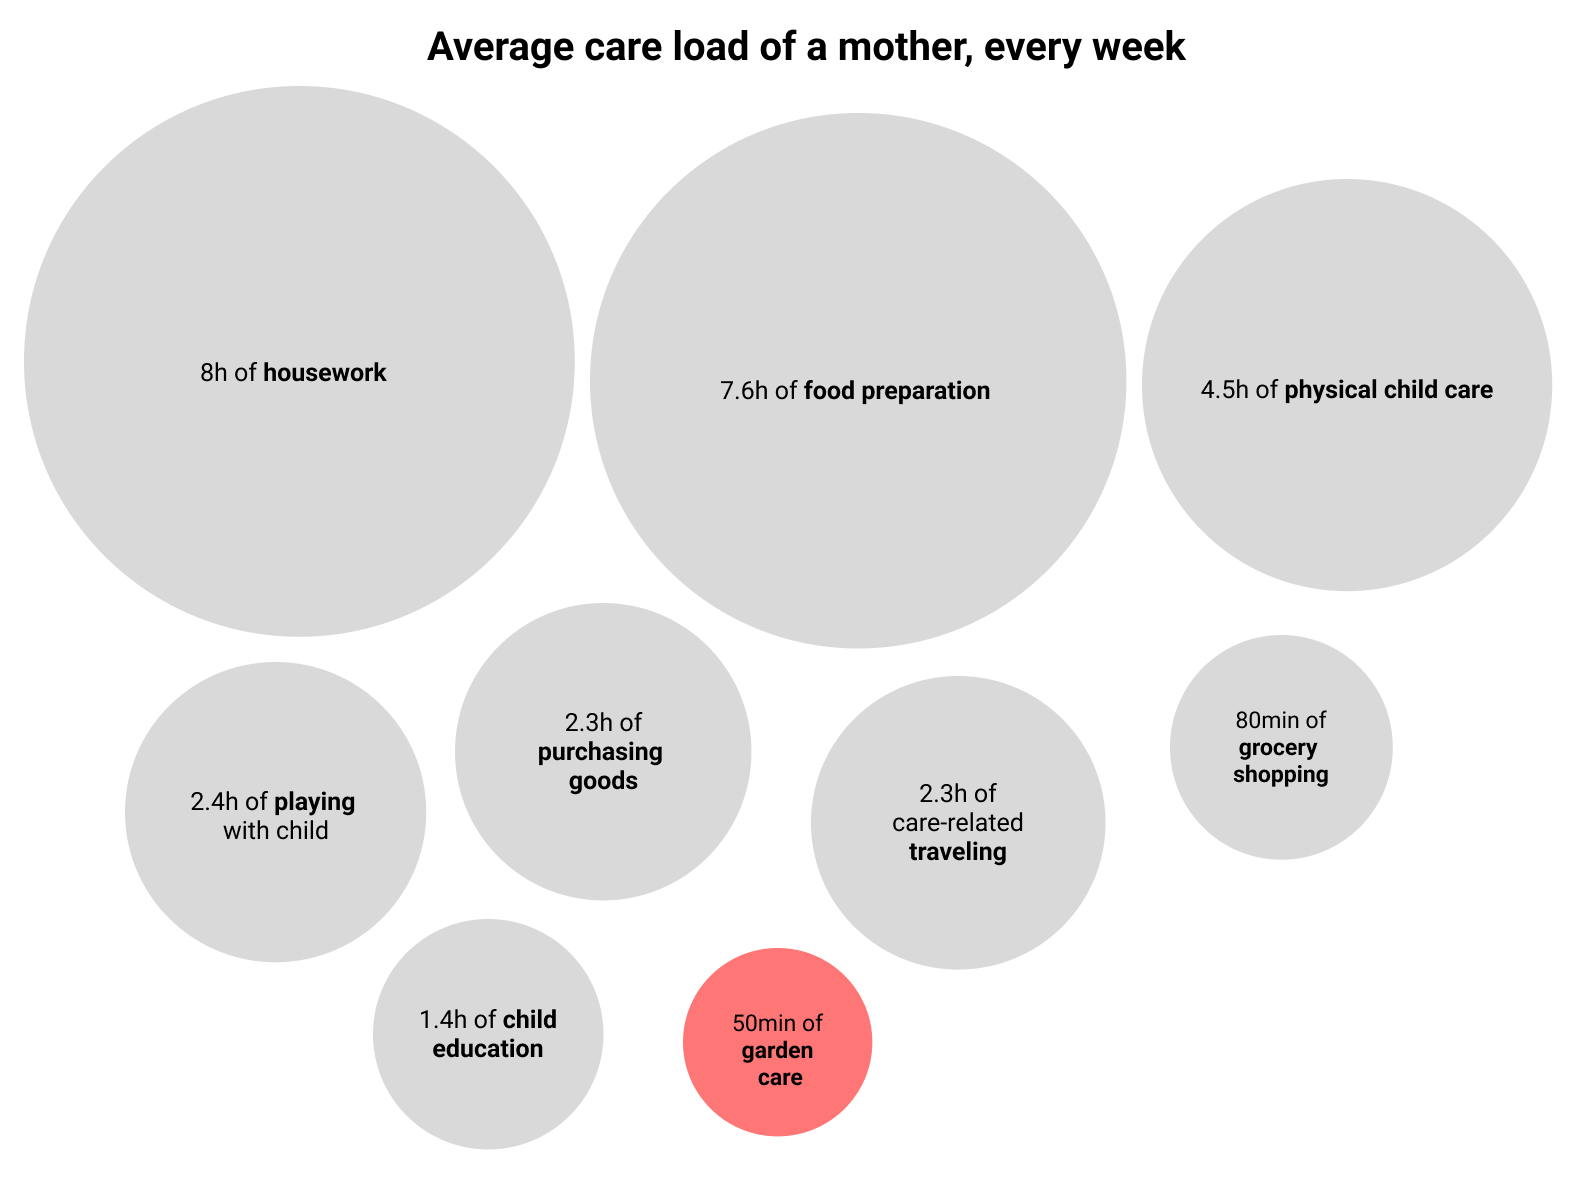 Average care load of a mother, every week
8h of housework
7.6h of food preparation
4.5h of physical child care
2.4h of playing
with child
2.3h of
purchasing
goods
2.3h of
care-related
traveling
80min of
grocery
shopping
1.4h of child
education
50min of
garden
care